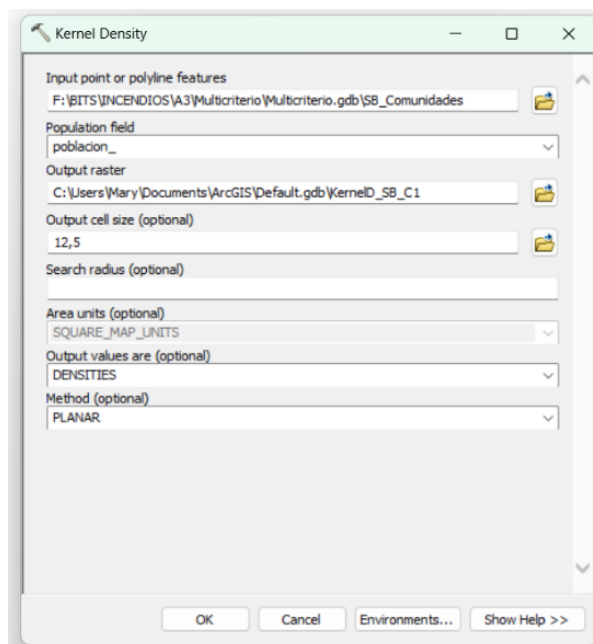 Kernel Density
Input point or polyline features
F:\BITS\INCENDIOS\A3\Multicriterio\Multicriterio.gdb\SB_Comunidades
Population field
poblacion_
Output raster
C:\Users\Mary\Documents\ArcGIS\Default.gdb\KernelD_SB_C1
Output cell size (optional)
12,5
Search radius (optional)
Area units (optional)
SQUARE_MAP_UNITS
Output values are (optional)
DENSITIES
Method (optional)
PLANAR
OK Cancel Environments... Show Help >>